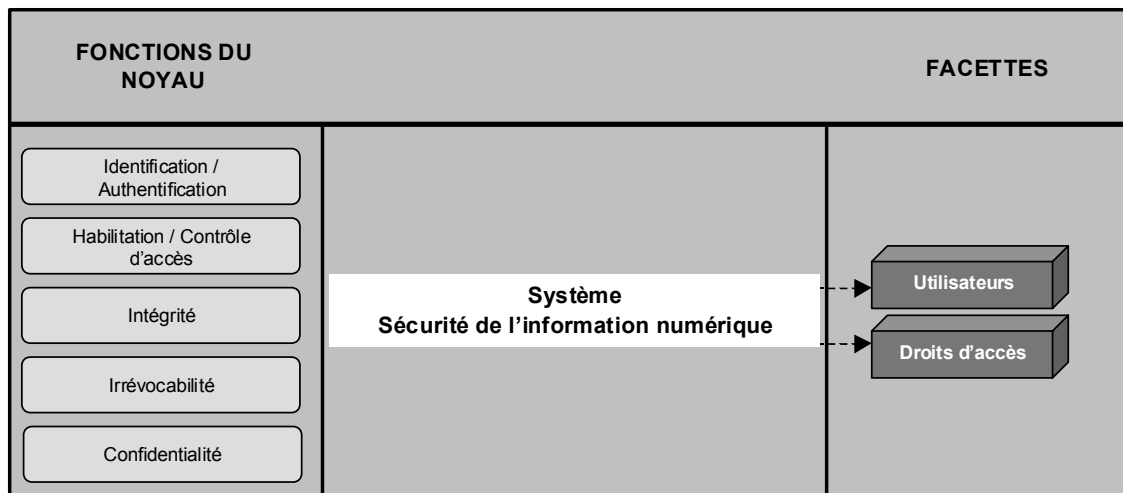 FONCTIONS DU
NOYAU
FACETTES
Identification /
Authentification
Habilitation / Contrôle
d'accès
Intégrité
Irrévocabilité
Confidentialité
Système
Sécurité de l'information numérique
Utilisateurs
Droits d'accès